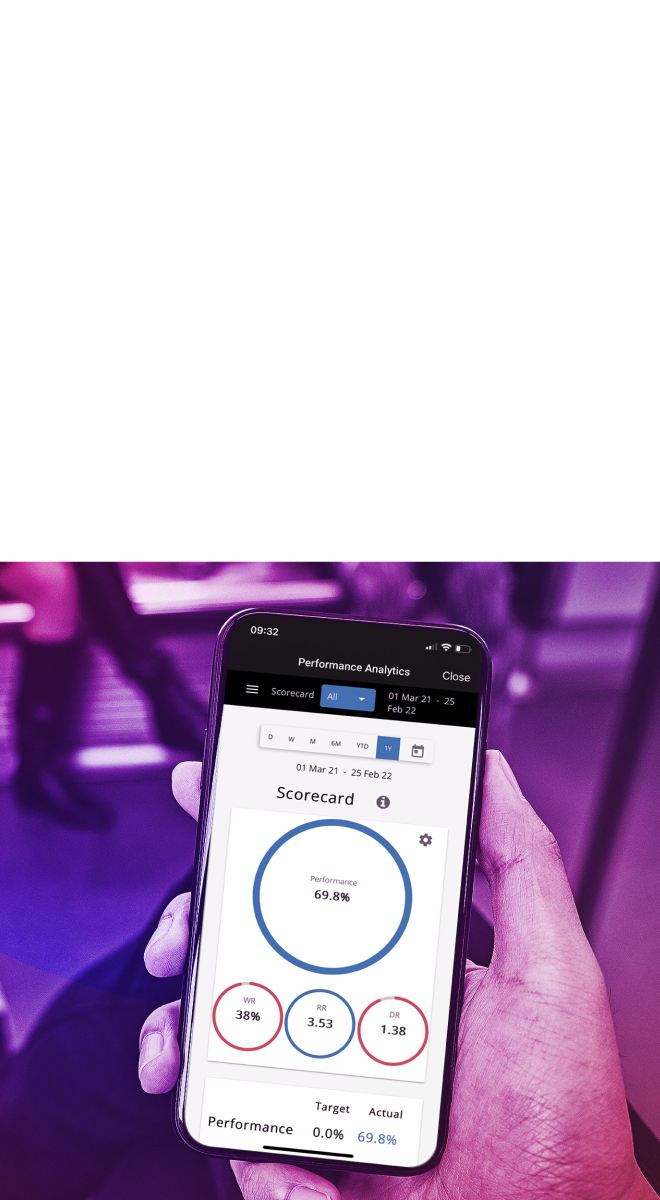 09:32
Performance Analytics
Close
Scorecard
All
01 Mar 21 - 25
Feb 22
D W M 6M YTD 1Y
01 Mar 21 - 25 Feb 22
Scorecard
Performance
69.8%
WR
38%
RR
3.53
DR
1.38
Target Actual
Performance 0.0% 69.8%